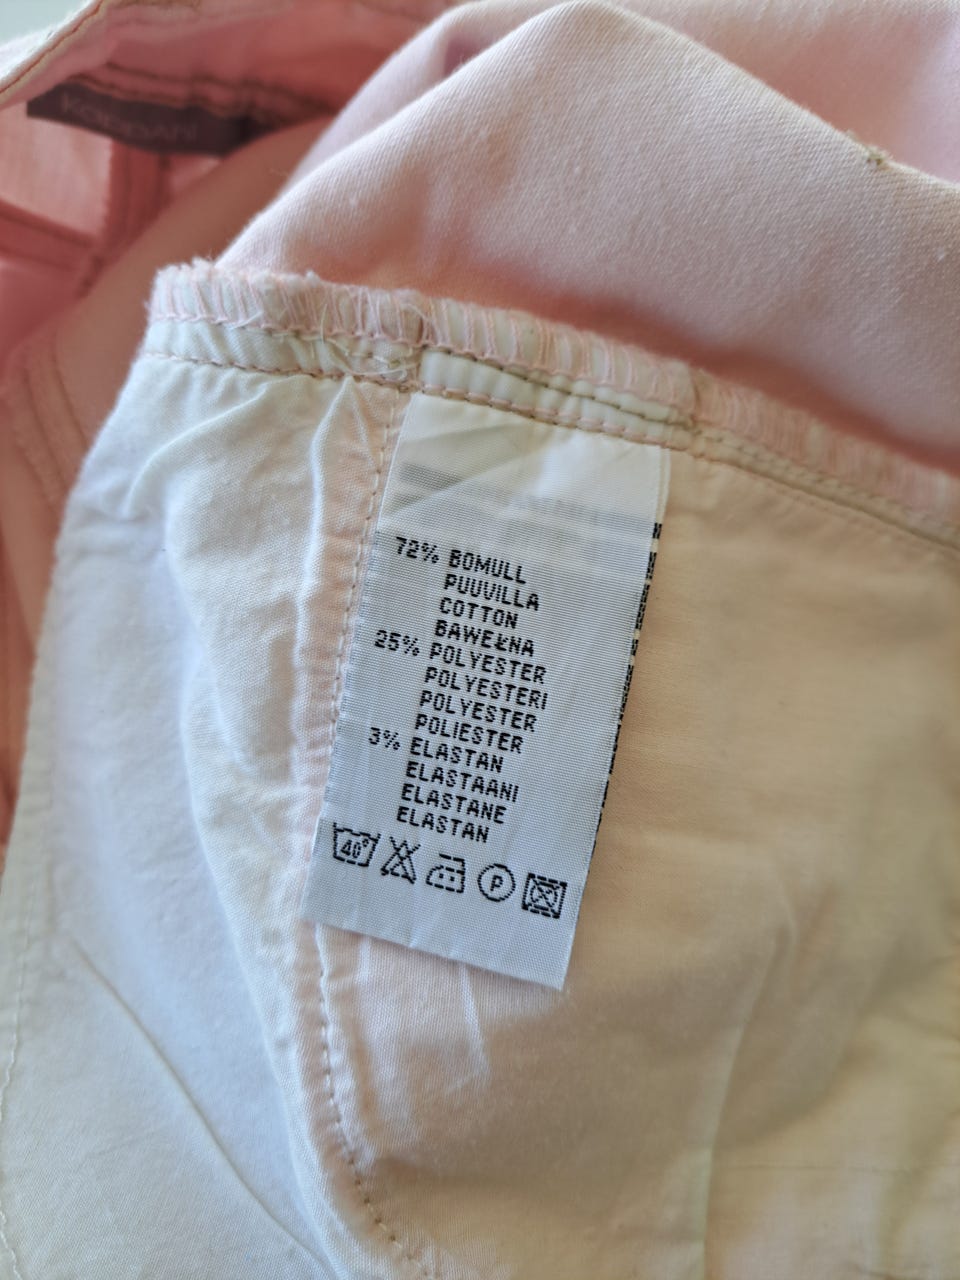 72% BOMULL
PUUVILLA
COTTON
BAWEŁNA
25% POLYESTER
POLYESTERI
POLYESTER
POLIESTER
3% ELASTAN
ELASTAANI
ELASTANE
ELASTAN
40° P